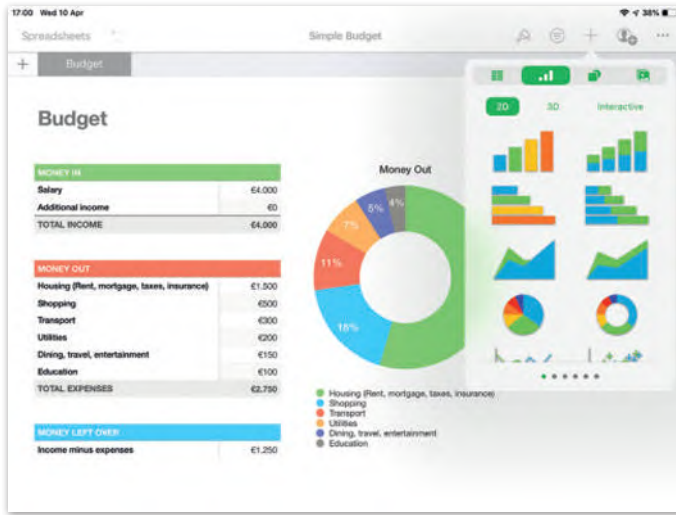 17:00 Wed 10 Apr 38%
Spreadsheets Simple Budget
+ Budget
2D 3D Interactive
Budget
MONEY IN
Salary €4.000
Additional income €0
TOTAL INCOME €4.000
MONEY OUT
Housing (Rent, mortgage, taxes, insurance) €1.500
Shopping €500
Transport €300
Utilities €200
Dining, travel, entertainment €150
Education €100
TOTAL EXPENSES €2.750
MONEY LEFT OVER
Income minus expenses €1.250
Money Out
4%
5%
7%
11%
18%
Housing (Rent, mortgage, taxes, insurance)
Shopping
Transport
Utilities
Dining, travel, entertainment
Education